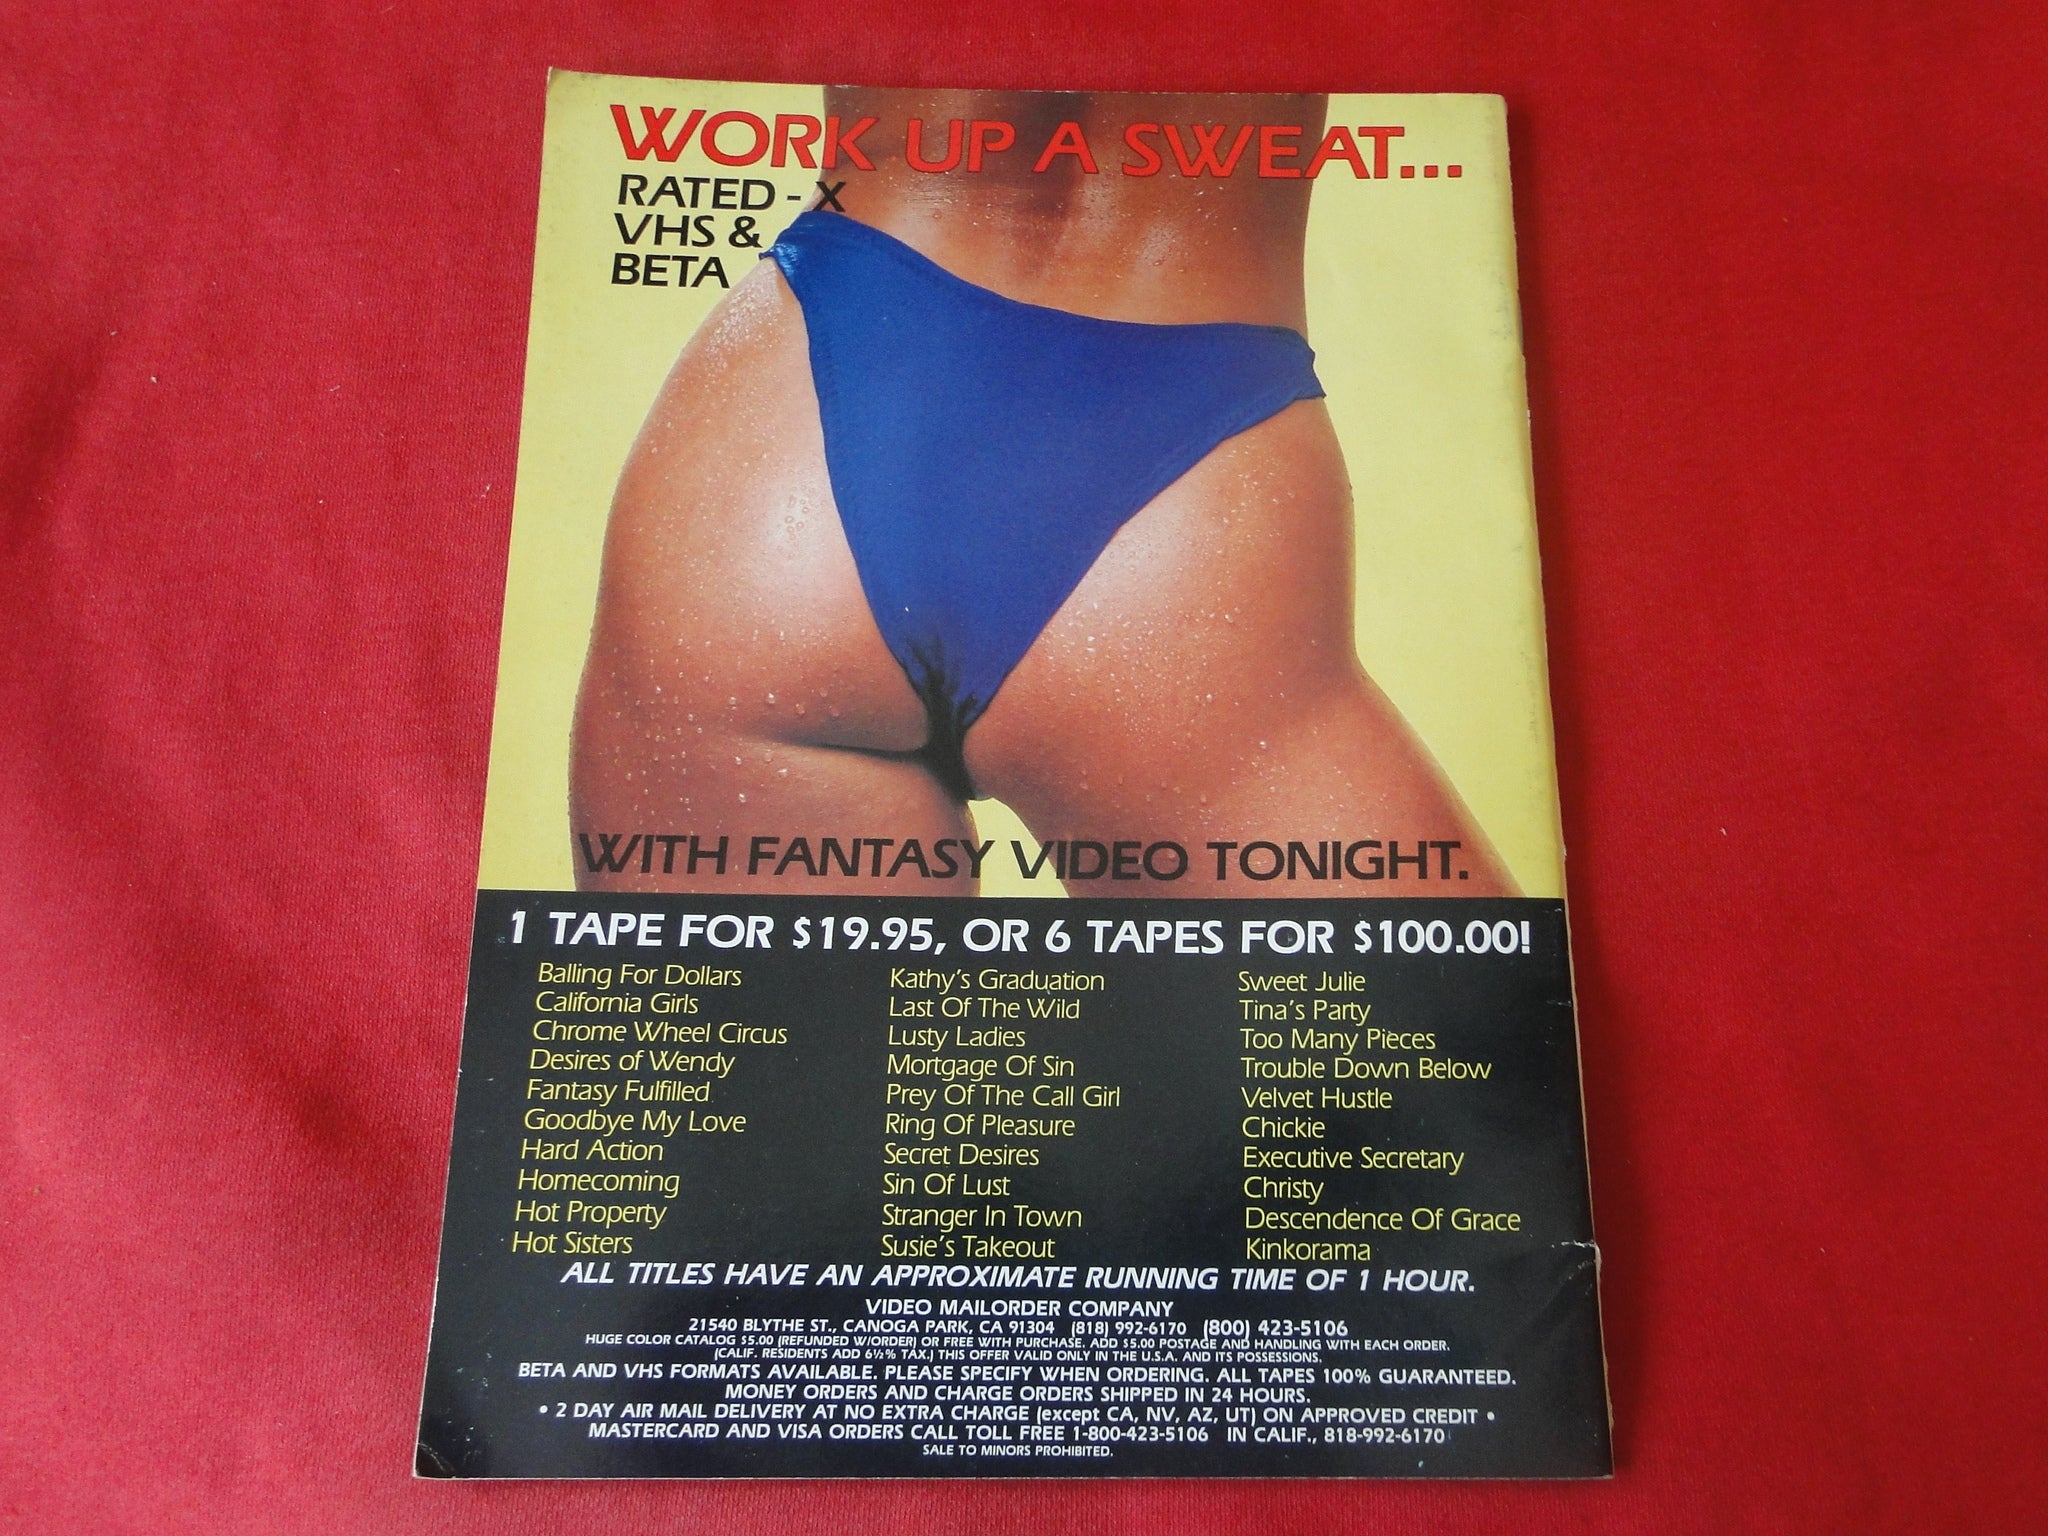 WORK UP A SWEAT...
RATED - X
VHS &
BETA
WITH FANTASY VIDEO TONIGHT.
1 TAPE FOR $19.95, OR 6 TAPES FOR $100.00!
Balling For Dollars
California Girls
Chrome Wheel Circus
Desires of Wendy
Fantasy Fulfilled
Goodbye My Love
Hard Action
Homecoming
Hot Property
Hot Sisters
Kathy's Graduation
Last Of The Wild
Lusty Ladies
Mortgage Of Sin
Prey Of The Call Girl
Ring Of Pleasure
Secret Desires
Sin Of Lust
Stranger In Town
Susie's Takeout
Sweet Julie
Tina's Party
Too Many Pieces
Trouble Down Below
Velvet Hustle
Chickie
Executive Secretary
Christy
Descendence Of Grace
Kinkorama
ALL TITLES HAVE AN APPROXIMATE RUNNING TIME OF 1 HOUR.
VIDEO MAILORDER COMPANY
21540 BLYTHE ST., CANOGA PARK, CA 91304 (818) 992-6170 (800) 423-5106
HUGE COLOR CATALOG $5.00 (REFUNDED W/ORDER) OR FREE WITH PURCHASE. ADD $5.00 POSTAGE AND HANDLING WITH EACH ORDER.
(CALIF. RESIDENTS ADD 6½% TAX.) THIS OFFER VALID ONLY IN THE U.S.A. AND ITS POSSESSIONS.
BETA AND VHS FORMATS AVAILABLE. PLEASE SPECIFY WHEN ORDERING. ALL TAPES 100% GUARANTEED.
MONEY ORDERS AND CHARGE ORDERS SHIPPED IN 24 HOURS.
• 2 DAY AIR MAIL DELIVERY AT NO EXTRA CHARGE (except CA, NV, AZ, UT) ON APPROVED CREDIT •
MASTERCARD AND VISA ORDERS CALL TOLL FREE 1-800-423-5106 IN CALIF., 818-992-6170
SALE TO MINORS PROHIBITED.